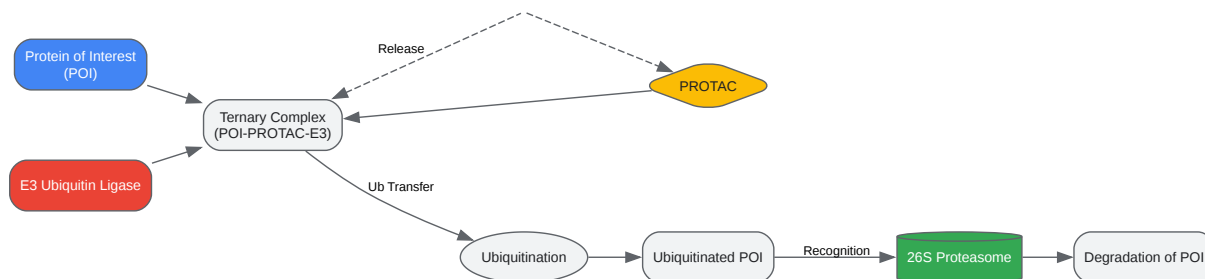 Release
Protein of Interest
(POI)
PROTAC
Ternary Complex
(POI-PROTAC-E3)
E3 Ubiquitin Ligase
Ub Transfer
Ubiquitination
Ubiquitinated POI
Recognition
26S Proteasome
Degradation of POI